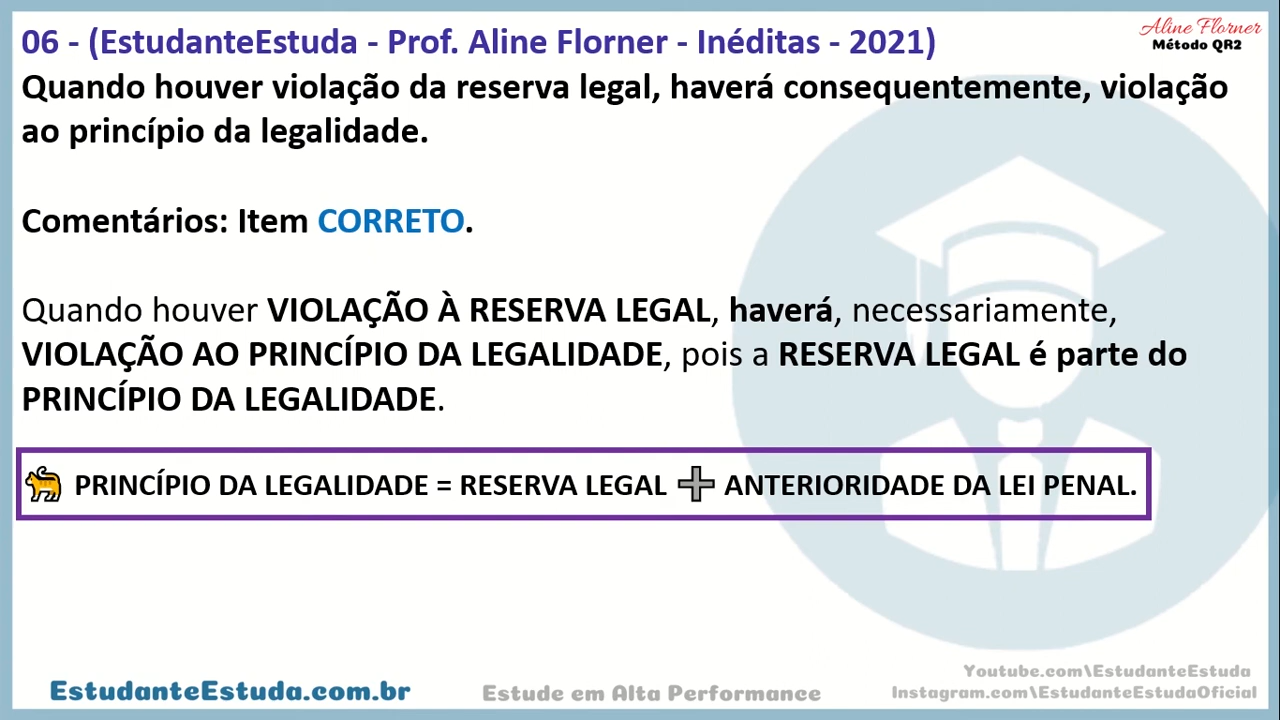 06 - (EstudanteEstuda - Prof. Aline Florner - Inéditas - 2021)
Aline Florner
Método QR2
Quando houver violação da reserva legal, haverá consequentemente, violação
ao princípio da legalidade.
Comentários: Item CORRETO.
Quando houver VIOLAÇÃO À RESERVA LEGAL, haverá, necessariamente,
VIOLAÇÃO AO PRINCÍPIO DA LEGALIDADE, pois a RESERVA LEGAL é parte do
PRINCÍPIO DA LEGALIDADE.
PRINCÍPIO DA LEGALIDADE = RESERVA LEGAL ➕ ANTERIORIDADE DA LEI PENAL.
EstudanteEstuda.com.br
Estude em Alta Performance
Youtube.com\EstudanteEstuda
Instagram.com\EstudanteEstudaOficial